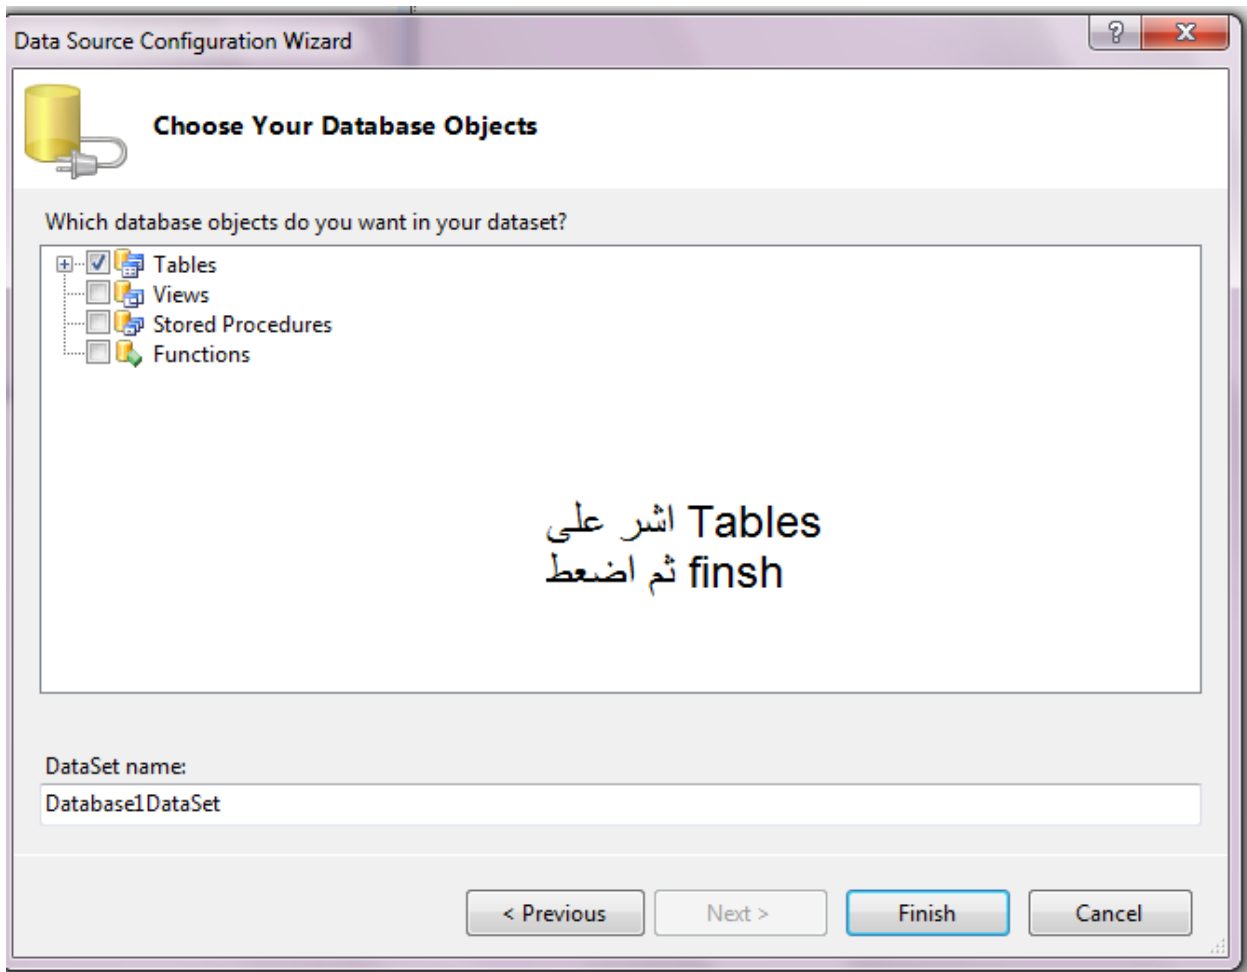 Data Source Configuration Wizard
Choose Your Database Objects
Which database objects do you want in your dataset?
Tables
Views
Stored Procedures
Functions
اشر على Tables
ثم اضعط finsh
DataSet name:
Database1DataSet
< Previous
Next >
Finish
Cancel